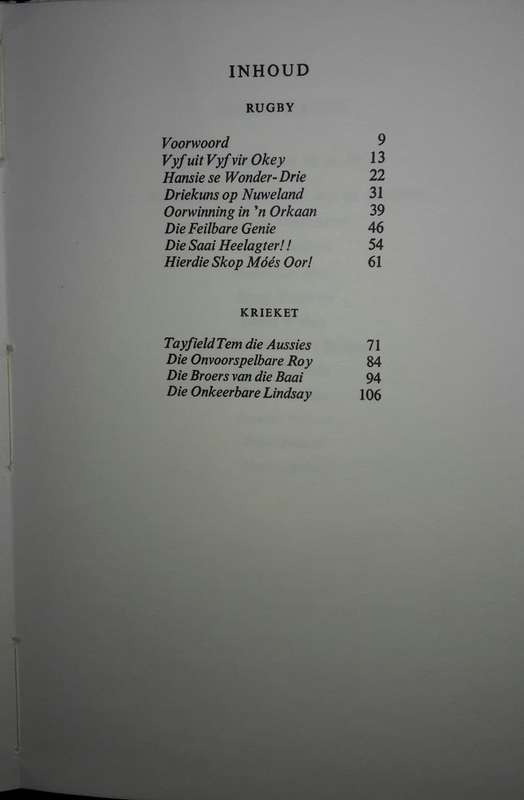 INHOUD
RUGBY
Voorwoord 9
Vyf uit Vyf vir Okey 13
Hansie se Wonder-Drie 22
Driekuns op Nuweland 31
Oorwinning in 'n Orkaan 39
Die Feilbare Genie 46
Die Saai Heelagter!! 54
Hierdie Skop Móés Oor! 61
KRIEKET
Tayfield Tem die Aussies 71
Die Onvoorspelbare Roy 84
Die Broers van die Baai 94
Die Onkeerbare Lindsay 106